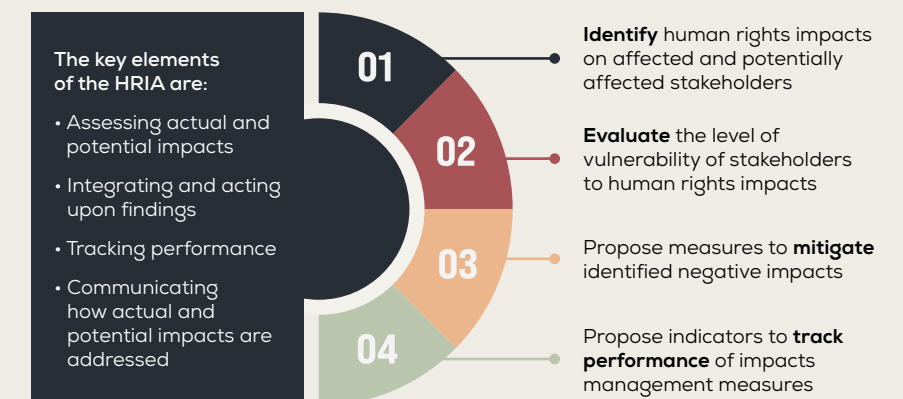 The key elements
of the HRIA are:
• Assessing actual and
potential impacts
• Integrating and acting
upon findings
• Tracking performance
• Communicating
how actual and
potential impacts are
addressed
01
Identify human rights impacts
on affected and potentially
affected stakeholders
02
Evaluate the level of
vulnerability of stakeholders
to human rights impacts
03
Propose measures to mitigate
identified negative impacts
04
Propose indicators to track
performance of impacts
management measures